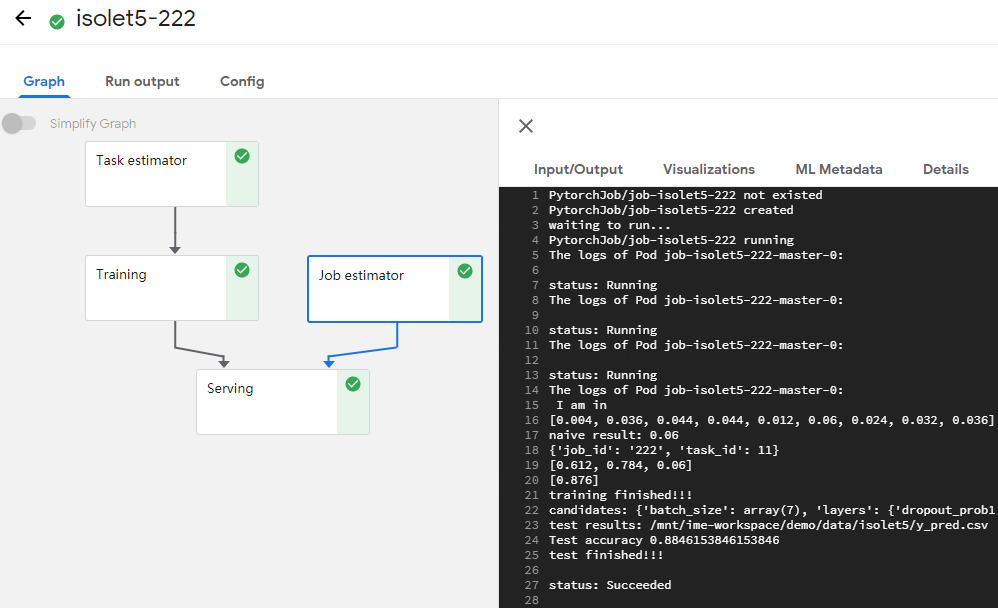 isolet5-222
Graph Run output Config
Simplify Graph
Task estimator
Training
Job estimator
Serving
Input/Output Visualizations ML Metadata Details
1 PytorchJob/job-isolet5-222 not existed
2 PytorchJob/job-isolet5-222 created
3 waiting to run...
4 PytorchJob/job-isolet5-222 running
5 The logs of Pod job-isolet5-222-master-0:
6
7 status: Running
8 The logs of Pod job-isolet5-222-master-0:
9
10 status: Running
11 The logs of Pod job-isolet5-222-master-0:
12
13 status: Running
14 The logs of Pod job-isolet5-222-master-0:
15 I am in
16 [0.004, 0.036, 0.044, 0.044, 0.012, 0.06, 0.024, 0.032, 0.036]
17 naive result: 0.06
18 {'job_id': '222', 'task_id': 11}
19 [0.612, 0.784, 0.06]
20 [0.876]
21 training finished!!!
22 candidates: {'batch_size': array(7), 'layers': {'dropout_prob1
23 test results: /mnt/ime-workspace/demo/data/isolet5/y_pred.csv
24 Test accuracy 0.8846153846153846
25 test finished!!!
26
27 status: Succeeded
28